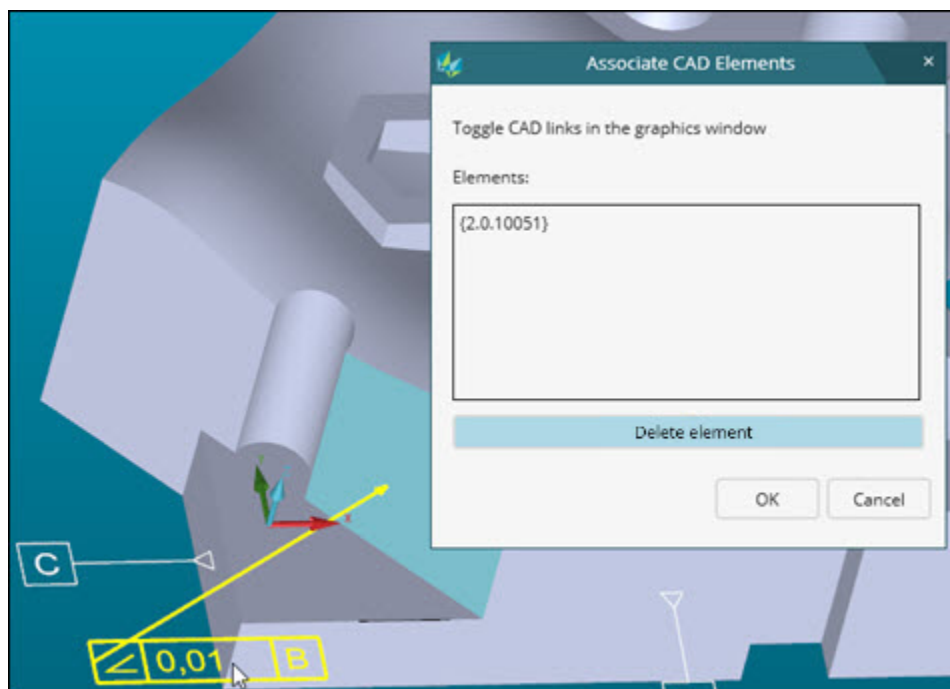 Associate CAD Elements
Toggle CAD links in the graphics window
Elements:
{2.0.10051}
Delete element
OK
Cancel
C
0,01 B